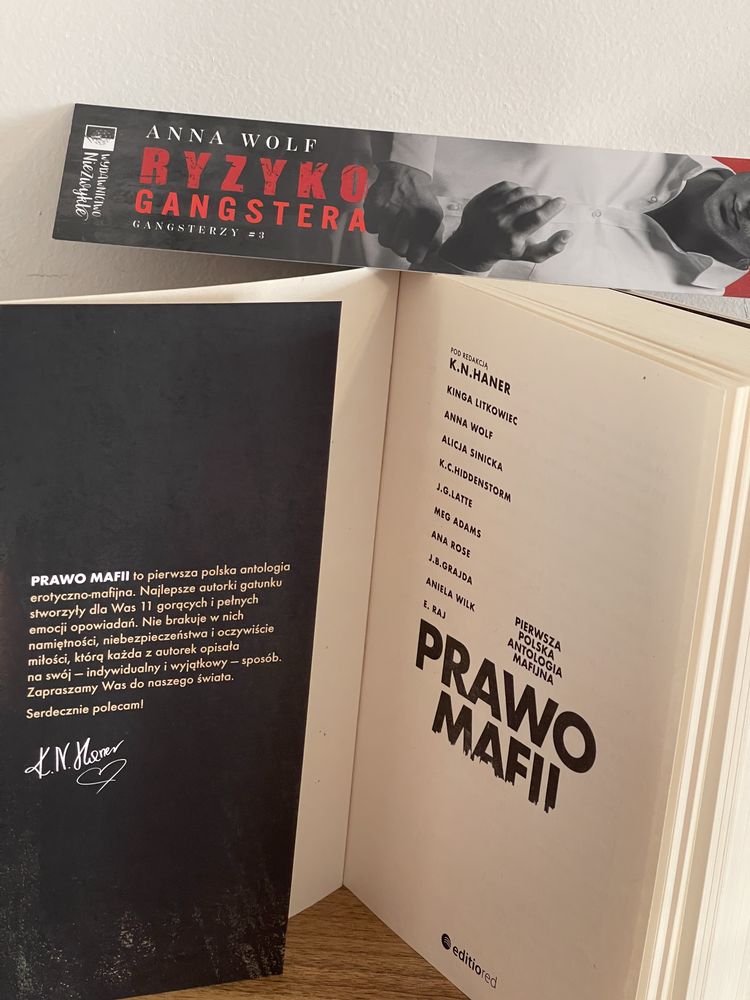 ANNA WOLF
RYZYKO
GANGSTERA
GANGSTERZY #3
WYDAWNICTWO
NieZwykłe
PRAWO MAFII to pierwsza polska antologia
erotyczno-mafijna. Najlepsze autorki gatunku
stworzyły dla Was 11 gorących i pełnych
emocji opowiadań. Nie brakuje w nich
namiętności, niebezpieczeństwa i oczywiście
miłości, którą każda z autorek opisała
na swój – indywidualny i wyjątkowy – sposób.
Zapraszamy Was do naszego świata.
Serdecznie polecam!
K.N.Haner
POD REDAKCJĄ
K.N.HANER
KINGA LITKOWIEC
ANNA WOLF
ALICJA SINICKA
K.C.HIDDENSTORM
J.G.LATTE
MEG ADAMS
ANA ROSE
J.B.GRAJDA
ANIELA WILK
E. RAJ
PIERWSZA
POLSKA
ANTOLOGIA
MAFIJNA
PRAWO
MAFII
editiored